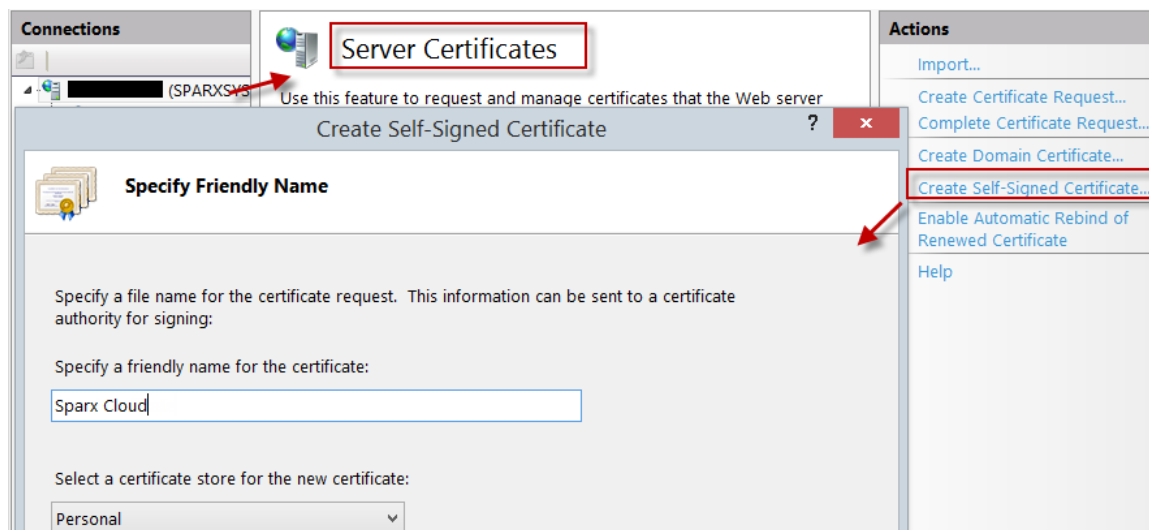 Connections
(SPARXSYS
Server Certificates
Use this feature to request and manage certificates that the Web server
Actions
Import...
Create Certificate Request...
Complete Certificate Request...
Create Domain Certificate...
Create Self-Signed Certificate...
Enable Automatic Rebind of
Renewed Certificate
Help
Create Self-Signed Certificate
?
x
Specify Friendly Name
Specify a file name for the certificate request. This information can be sent to a certificate
authority for signing:
Specify a friendly name for the certificate:
Sparx Cloud
Select a certificate store for the new certificate:
Personal